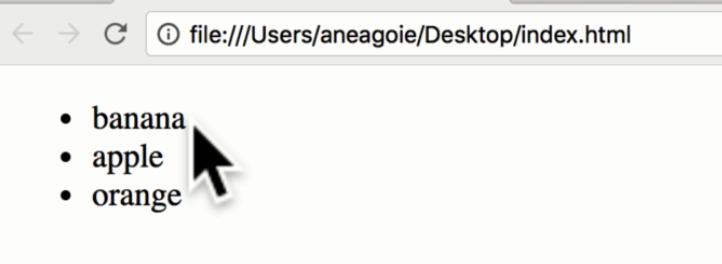 file:///Users/aneagoie/Desktop/index.html
• banana
• apple
• orange